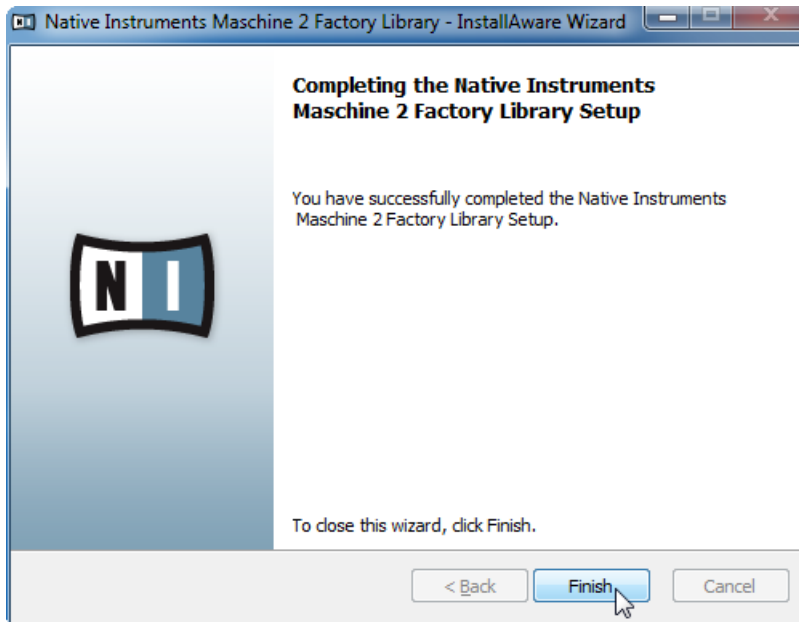 Native Instruments Maschine 2 Factory Library - InstallAware Wizard
Completing the Native Instruments
Maschine 2 Factory Library Setup
You have successfully completed the Native Instruments
Maschine 2 Factory Library Setup.
N I
To close this wizard, click Finish.
< Back
Finish
Cancel